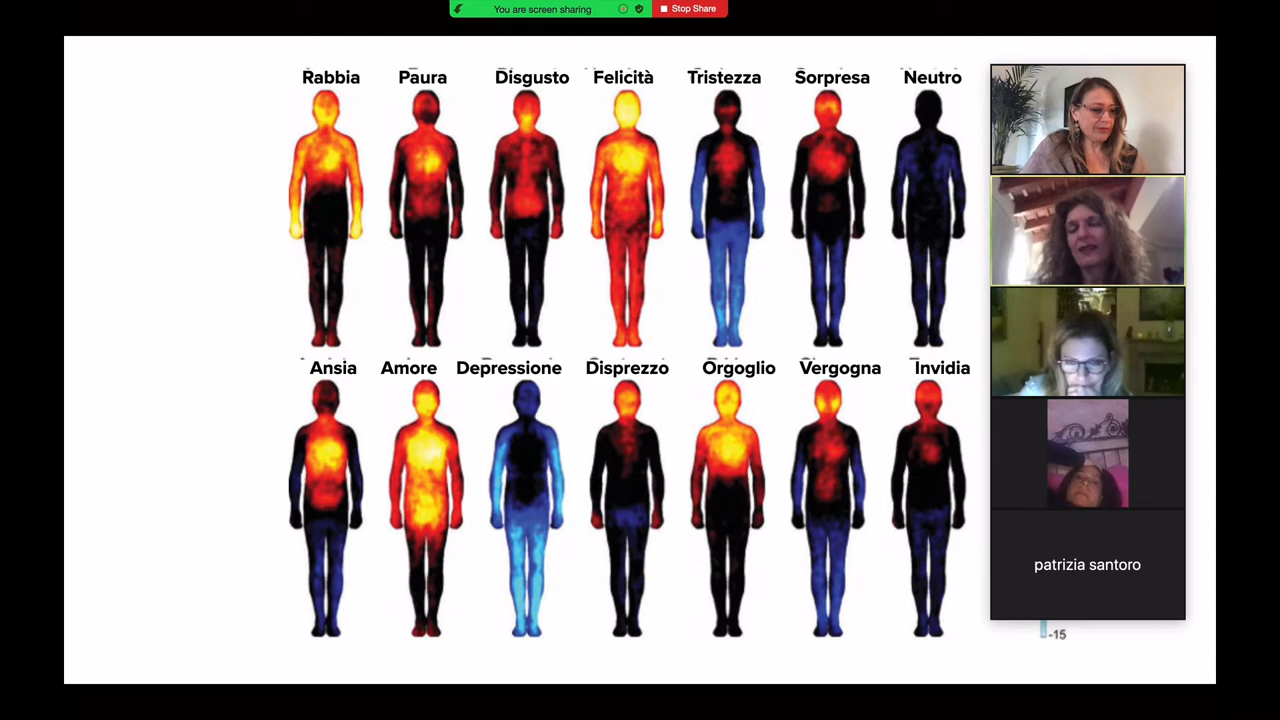 You are screen sharing
Stop Share
Rabbia Paura Disgusto Felicità Tristezza Sorpresa Neutro
Ansia Amore Depressione Disprezzo Orgoglio Vergogna Invidia
patrizia santoro
-15